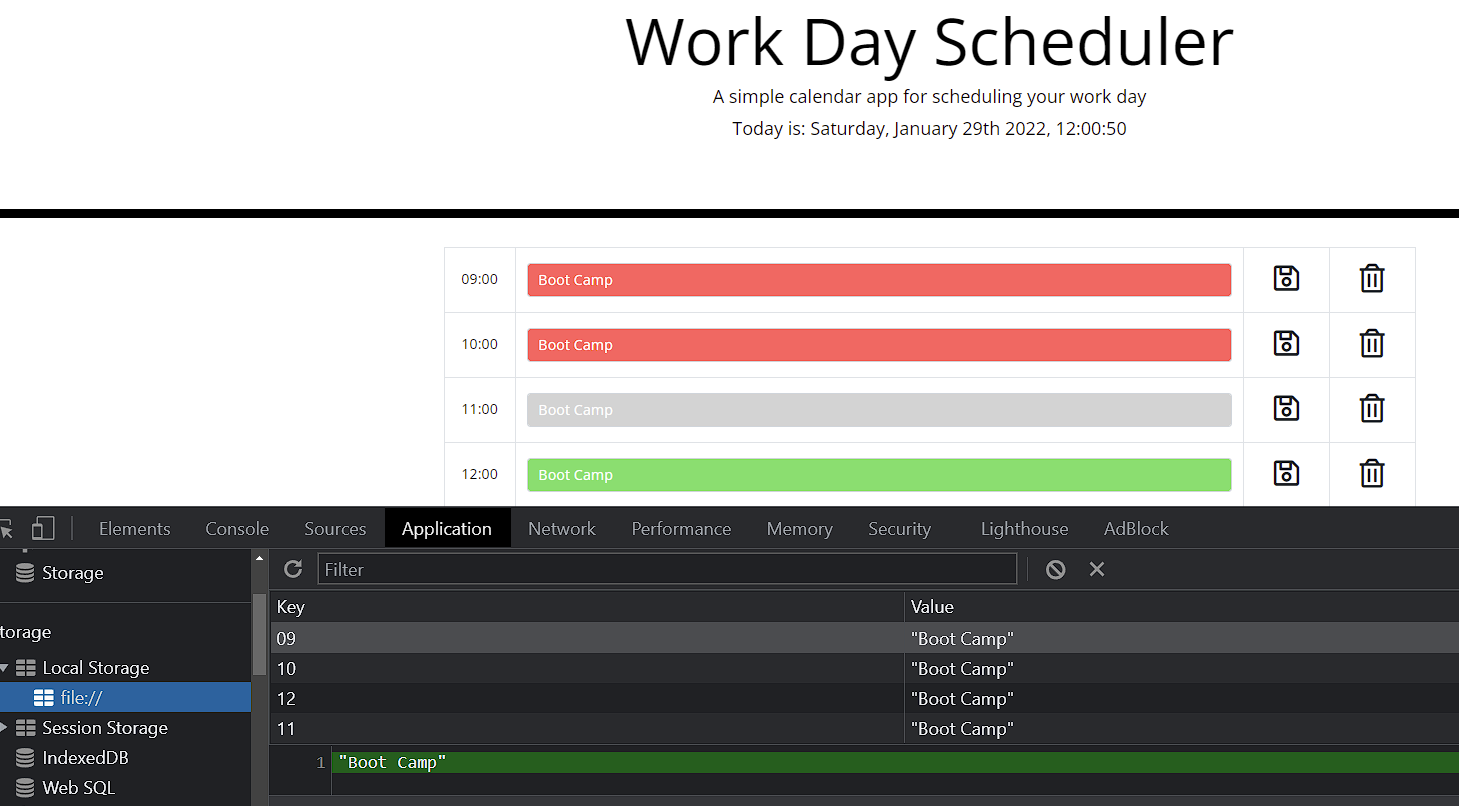 Work Day Scheduler
A simple calendar app for scheduling your work day
Today is: Saturday, January 29th 2022, 12:00:50
09:00 Boot Camp
10:00 Boot Camp
11:00 Boot Camp
12:00 Boot Camp
Elements Console Sources Application Network Performance Memory Security Lighthouse AdBlock
Storage
Filter
torage
Local Storage
file://
Session Storage
IndexedDB
Web SQL
Key Value
09 "Boot Camp"
10 "Boot Camp"
12 "Boot Camp"
11 "Boot Camp"
1 "Boot Camp"